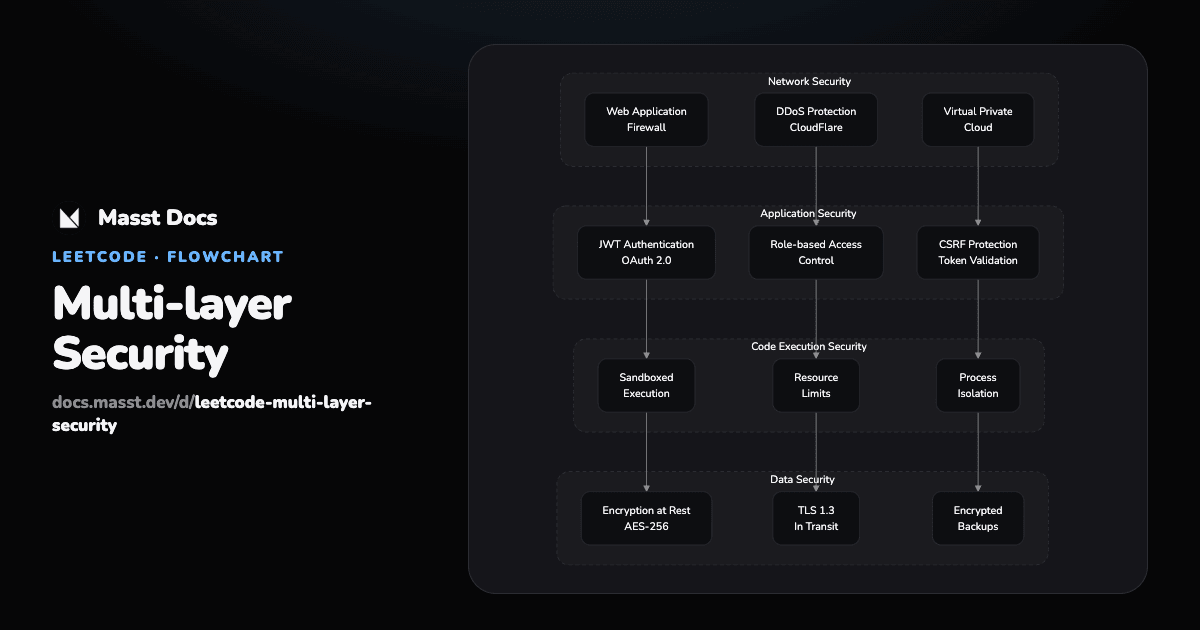 Masst Docs
LEETCODE · FLOWCHART
Multi-layer
Security
docs.masst.dev/d/leetcode-multi-layer-
security
Network Security
Web Application
Firewall
DDoS Protection
CloudFlare
Virtual Private
Cloud
Application Security
JWT Authentication
OAuth 2.0
Role-based Access
Control
CSRF Protection
Token Validation
Code Execution Security
Sandboxed
Execution
Resource
Limits
Process
Isolation
Data Security
Encryption at Rest
AES-256
TLS 1.3
In Transit
Encrypted
Backups